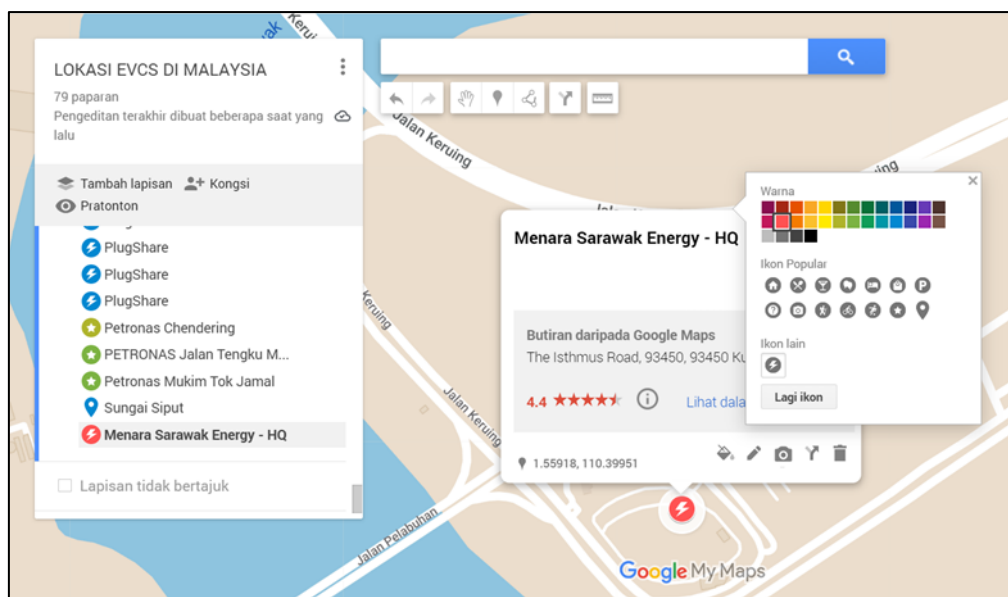 ak
Keru
LOKASI EVCS DI MALAYSIA
79 paparan
Pengeditan terakhir dibuat beberapa saat yang
lalu
Tambah lapisan
Kongsi
Pratonton
PlugShare
PlugShare
PlugShare
Petronas Chendering
PETRONAS Jalan Tengku M...
Petronas Mukim Tok Jamal
Sungai Siput
Menara Sarawak Energy - HQ
Lapisan tidak bertajuk
Jalan Keruing
ing
Menara Sarawak Energy - HQ
Butiran daripada Google Maps
The Isthmus Road, 93450, 93450 Ku
4.4
Lihat dala
1.55918, 110.39951
Warna
Ikon Popular
Ikon lain
Lagi ikon
Keruing
Jalan Keruing
Jalan Pelabuhan
Google My Maps